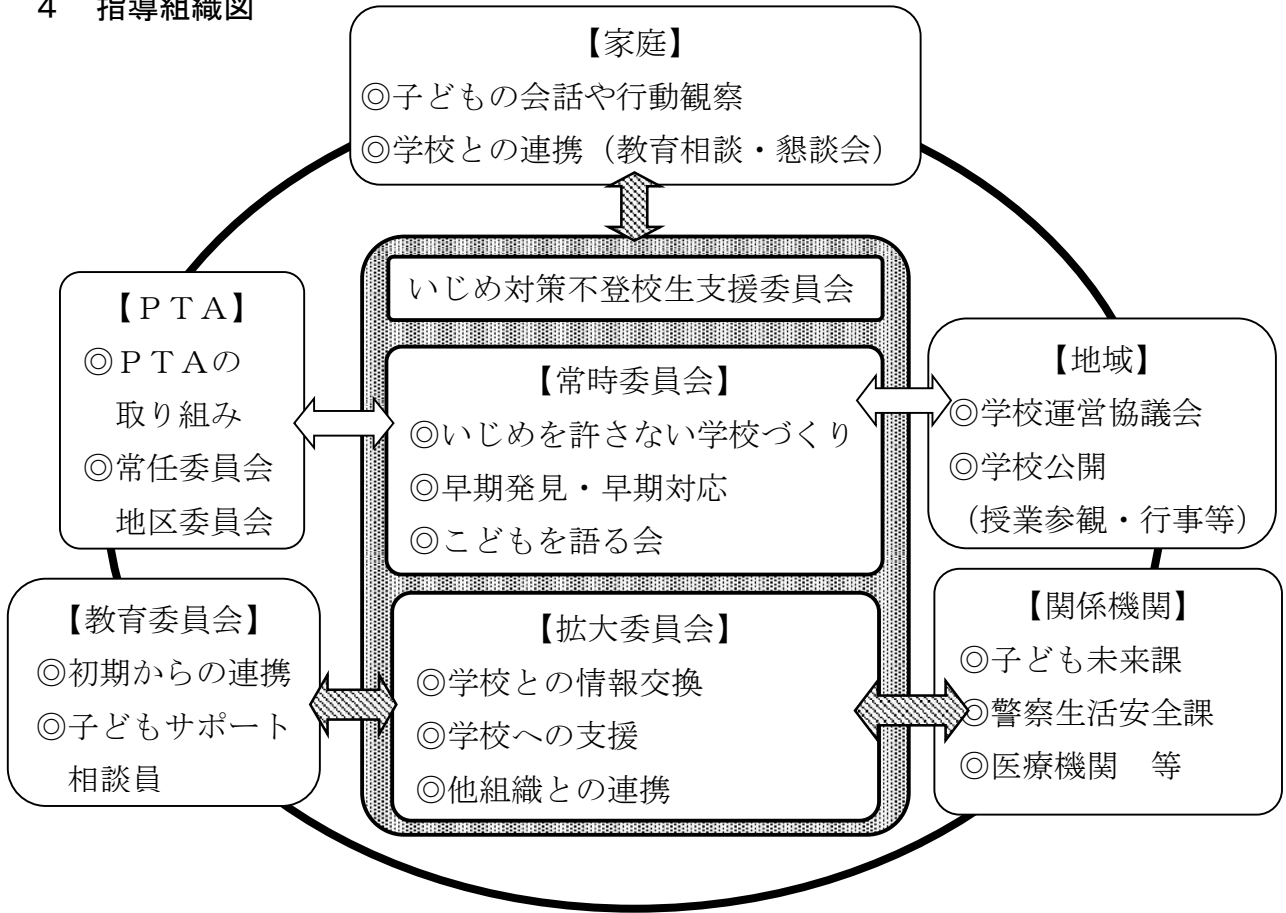 4 指導組織図
【家庭】
◎子どもの会話や行動観察
◎学校との連携（教育相談・懇談会）
いじめ対策不登校生支援委員会
【ＰＴＡ】
◎ＰＴＡの
取り組み
◎常任委員会
地区委員会
【常時委員会】
◎いじめを許さない学校づくり
◎早期発見・早期対応
◎こどもを語る会
【地域】
◎学校運営協議会
◎学校公開
（授業参観・行事等）
【教育委員会】
◎初期からの連携
◎子どもサポート
相談員
【拡大委員会】
◎学校との情報交換
◎学校への支援
◎他組織との連携
【関係機関】
◎子ども未来課
◎警察生活安全課
◎医療機関　等